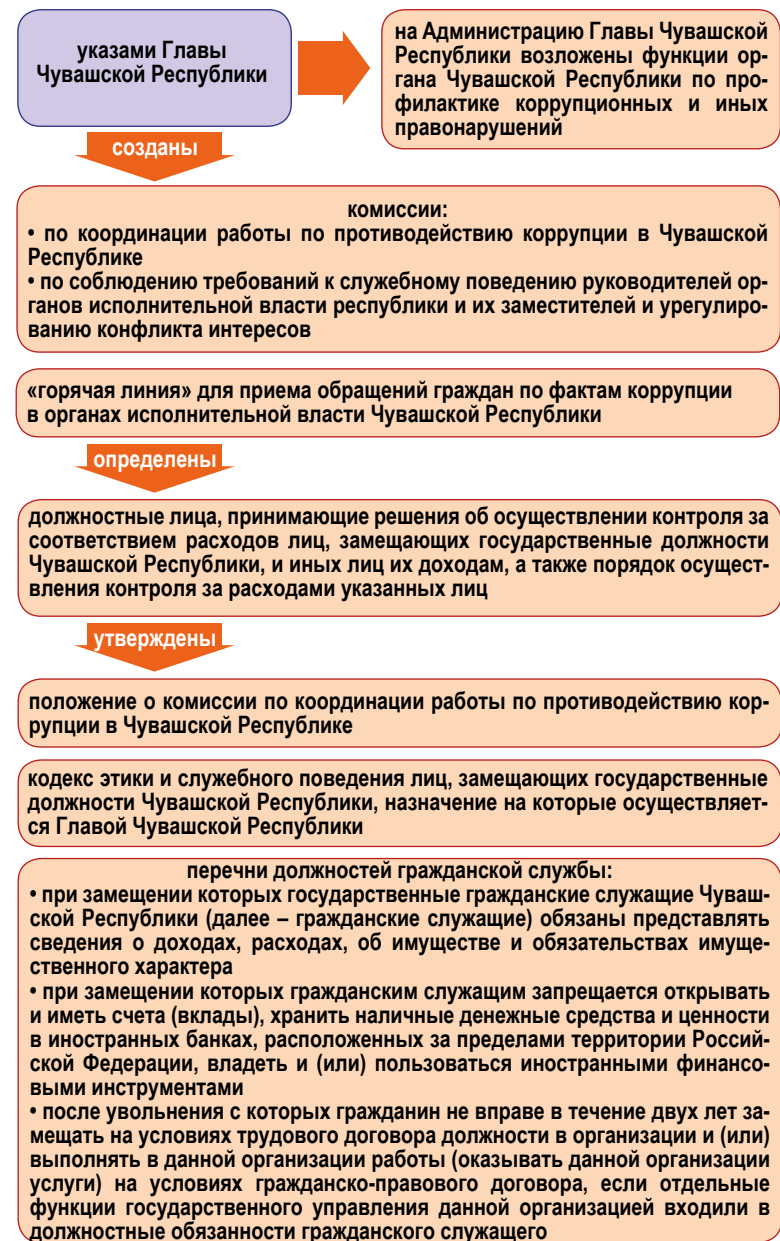 указами Главы
Чувашской Республики
на Администрацию Главы Чувашской
Республики возложены функции ор-
гана Чувашской Республики по про-
филактике коррупционных и иных
правонарушений
созданы
комиссии:
• по координации работы по противодействию коррупции в Чувашской
Республике
• по соблюдению требований к служебному поведению руководителей ор-
ганов исполнительной власти республики и их заместителей и урегулиро-
ванию конфликта интересов
«горячая линия» для приема обращений граждан по фактам коррупции
в органах исполнительной власти Чувашской Республики
определены
должностные лица, принимающие решения об осуществлении контроля за
соответствием расходов лиц, замещающих государственные должности
Чувашской Республики, и иных лиц их доходам, а также порядок осущест-
вления контроля за расходами указанных лиц
утверждены
положение о комиссии по координации работы по противодействию кор-
рупции в Чувашской Республике
кодекс этики и служебного поведения лиц, замещающих государственные
должности Чувашской Республики, назначение на которые осуществляет-
ся Главой Чувашской Республики
перечни должностей гражданской службы:
• при замещении которых государственные гражданские служащие Чуваш-
ской Республики (далее – гражданские служащие) обязаны представлять
сведения о доходах, расходах, об имуществе и обязательствах имуще-
ственного характера
• при замещении которых гражданским служащим запрещается открывать
и иметь счета (вклады), хранить наличные денежные средства и ценности
в иностранных банках, расположенных за пределами территории Россий-
ской Федерации, владеть и (или) пользоваться иностранными финансо-
выми инструментами
• после увольнения с которых гражданин не вправе в течение двух лет за-
мещать на условиях трудового договора должности в организации и (или)
выполнять в данной организации работы (оказывать данной организации
услуги) на условиях гражданско-правового договора, если отдельные
функции государственного управления данной организацией входили в
должностные обязанности гражданского служащего